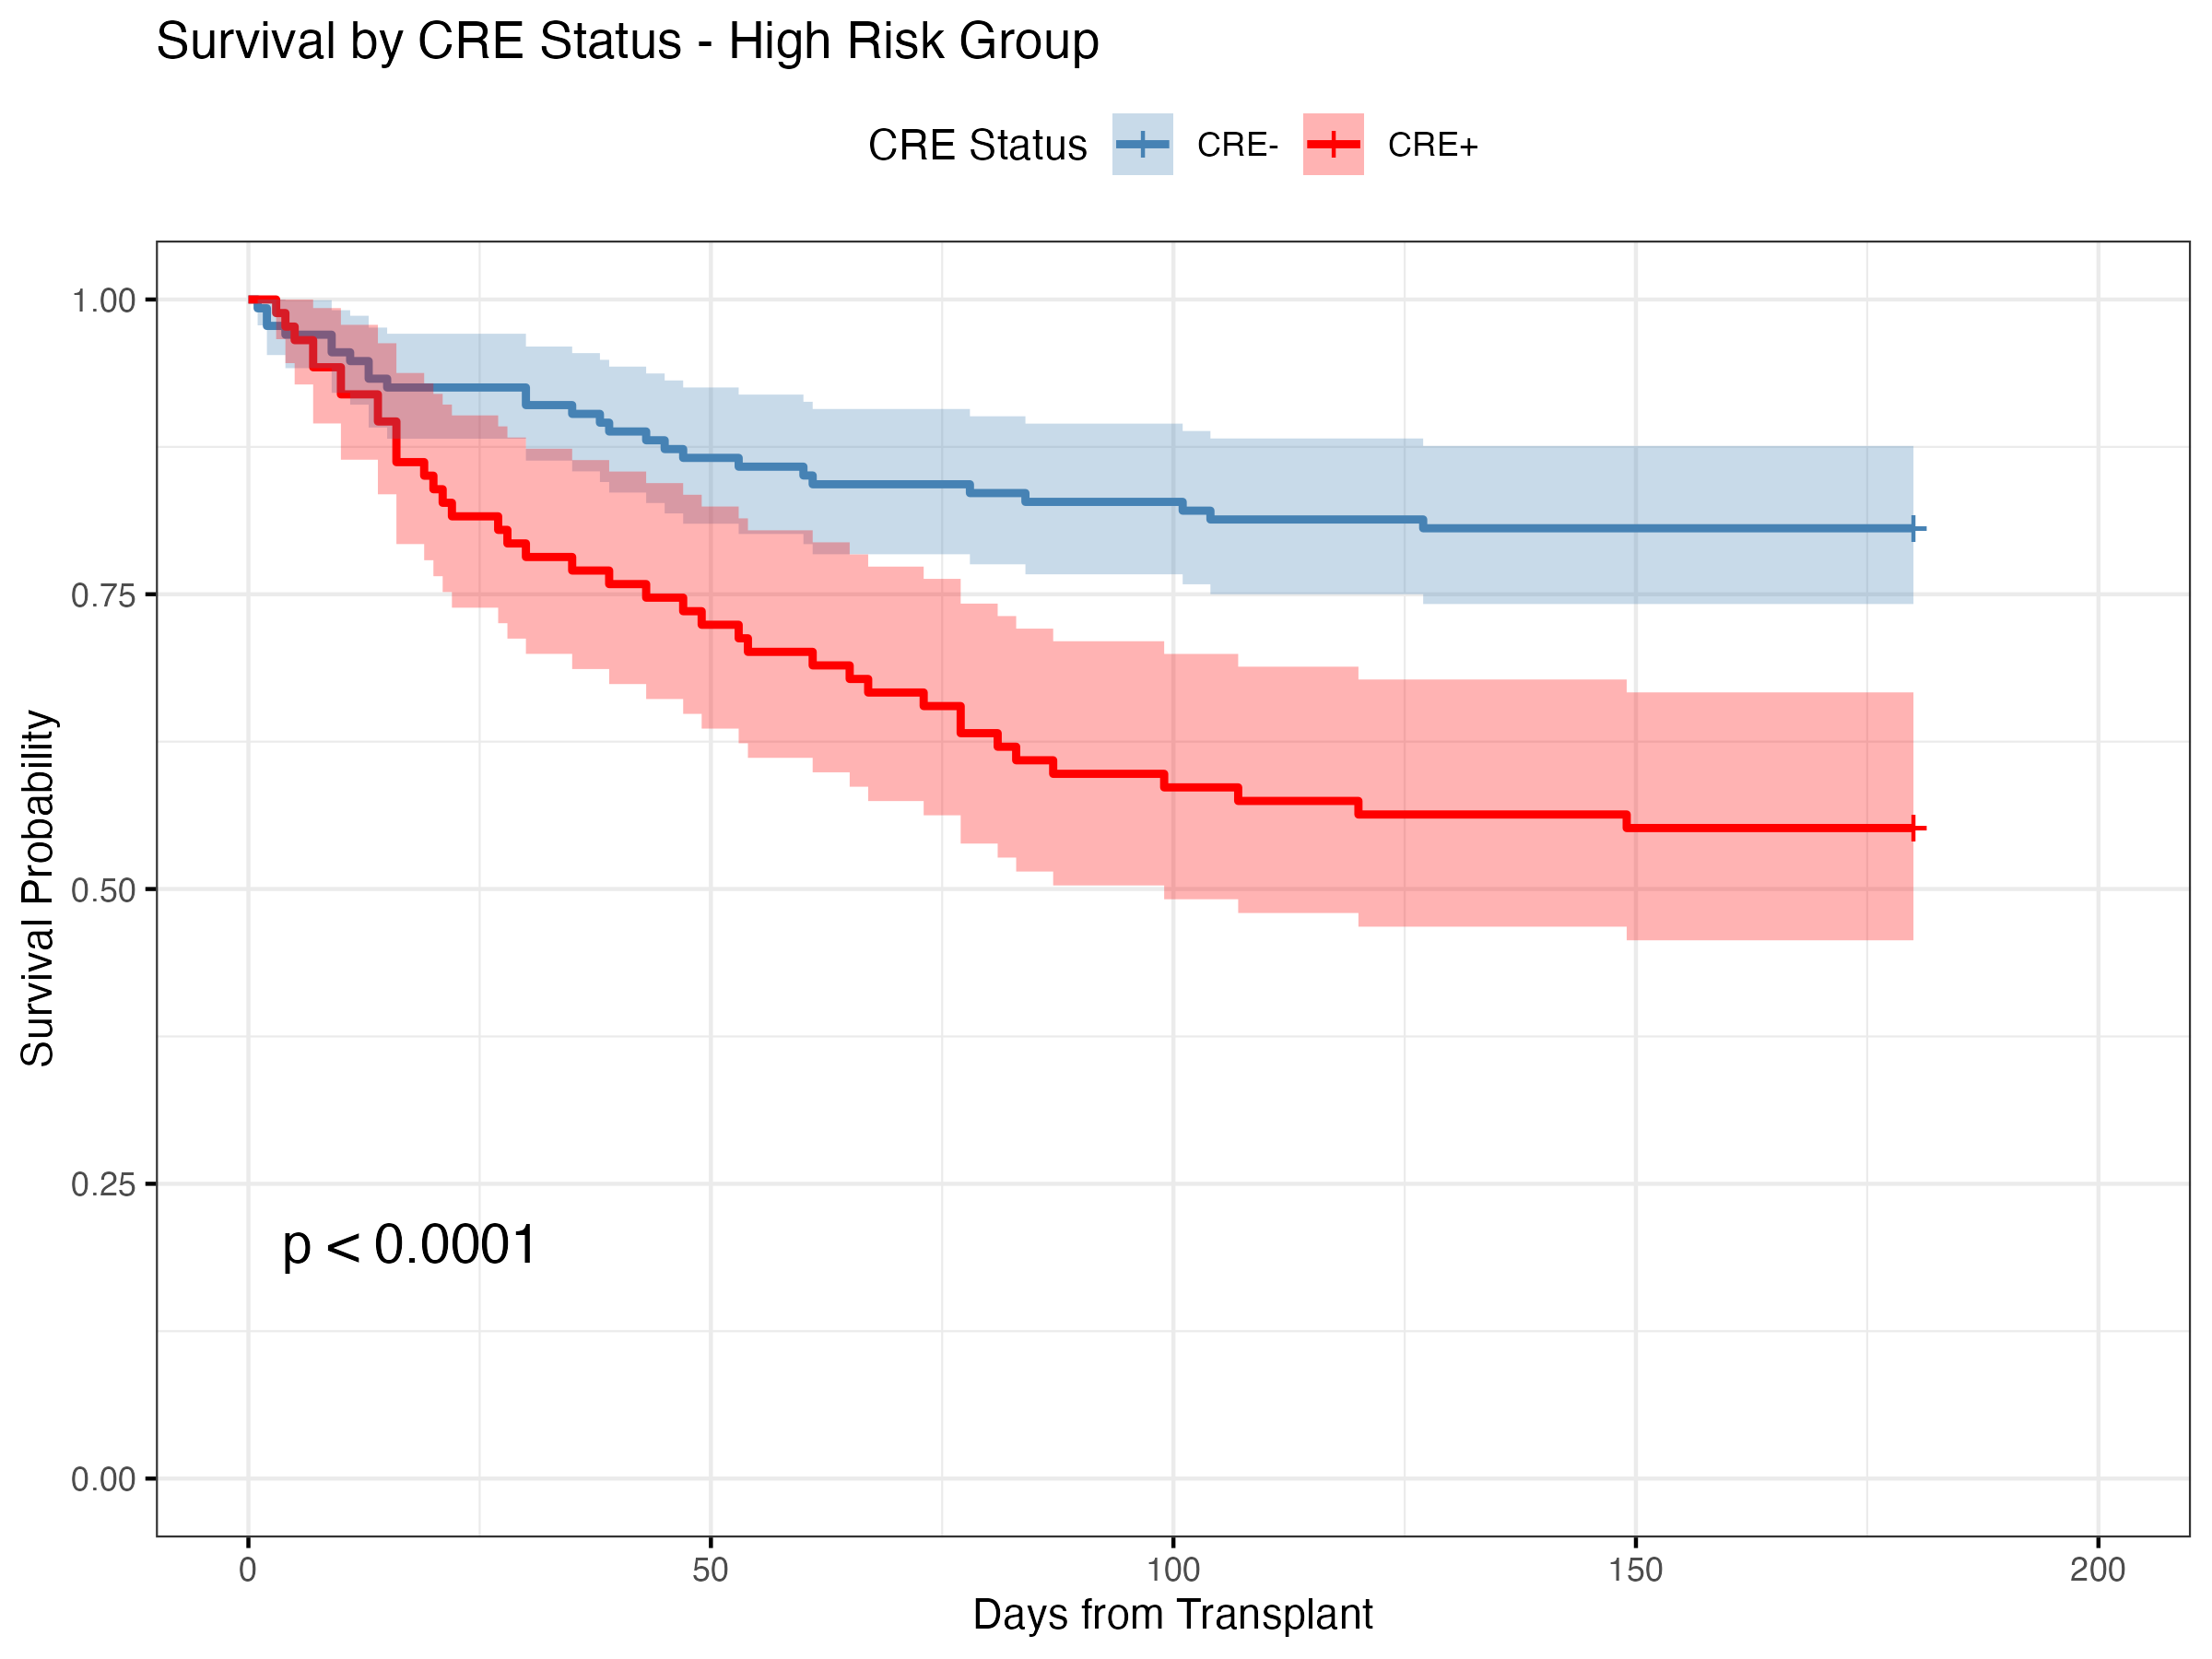 Survival by CRE Status - High Risk Group
CRE Status CRE- CRE+
1.00
0.75
0.50
0.25
0.00
Survival Probability
p < 0.0001
0 50 100 150 200
Days from Transplant